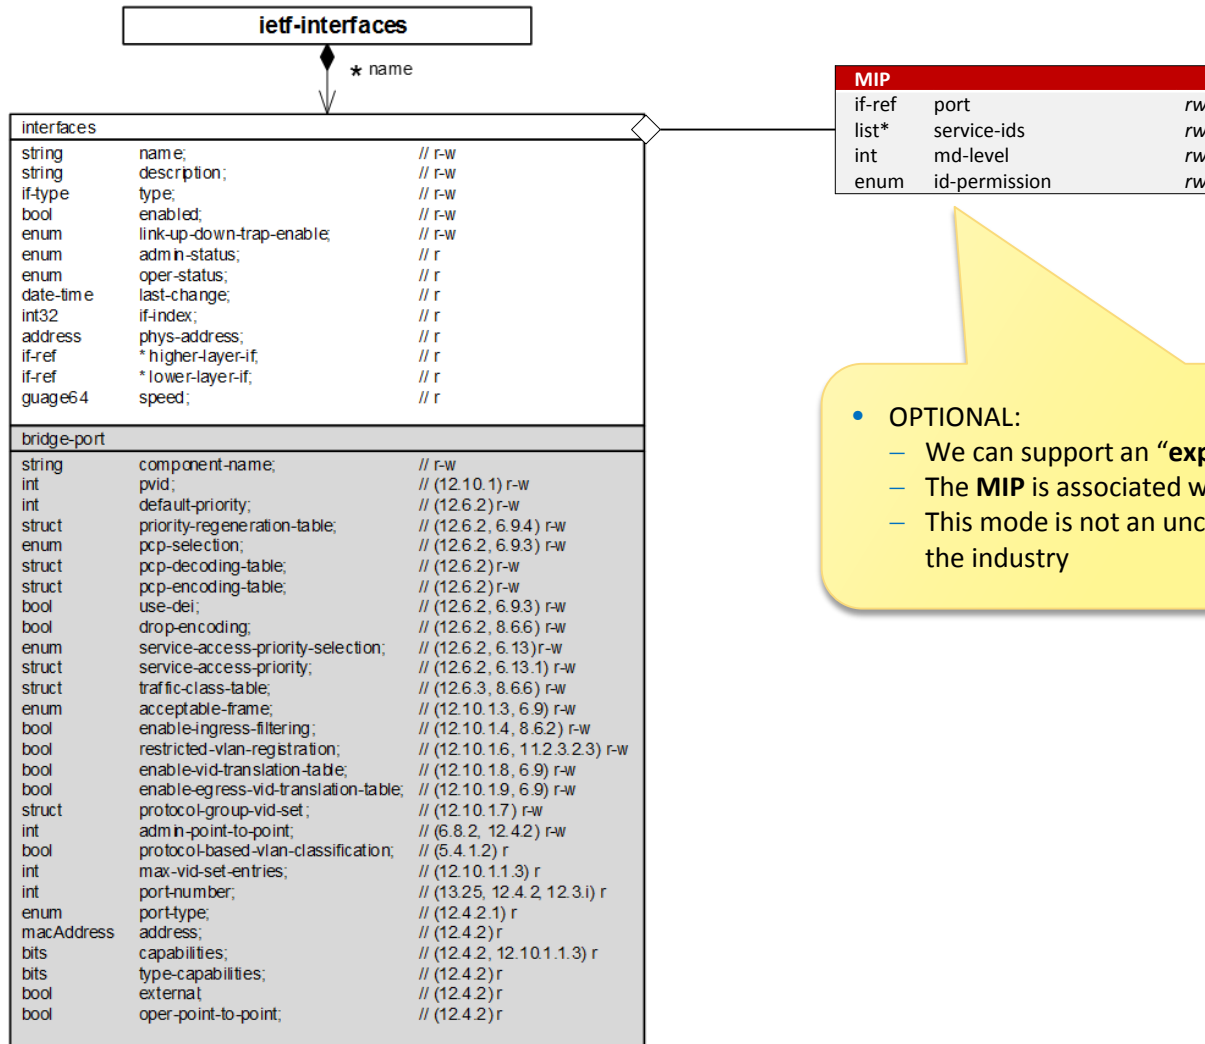 ietf-interfaces
* name
interfaces
string name; // r-w
string description; // r-w
if-type type; // r-w
bool enabled; // r-w
enum link-up-down-trap-enable; // r-w
enum admin-status; // r
enum oper-status; // r
date-time last-change; // r
int32 if-index; // r
address phys-address; // r
if-ref * higher-layer-if; // r
if-ref * lower-layer-if; // r
guage64 speed; // r
bridge-port
string component-name; // r-w
int pvid; // (12.10.1) r-w
int default-priority; // (12.6.2) r-w
struct priority-regeneration-table; // (12.6.2, 6.9.4) r-w
enum pcp-selection; // (12.6.2, 6.9.3) r-w
struct pcp-decoding-table; // (12.6.2) r-w
struct pcp-encoding-table; // (12.6.2) r-w
bool use-dei; // (12.6.2, 6.9.3) r-w
bool drop-encoding; // (12.6.2, 8.6.6) r-w
enum service-access-priority-selection; // (12.6.2, 6.13) r-w
struct service-access-priority; // (12.6.2, 6.13.1) r-w
struct traffic-class-table; // (12.6.3, 8.6.6) r-w
enum acceptable-frame; // (12.10.1.3, 6.9) r-w
bool enable-ingress-filtering; // (12.10.1.4, 8.6.2) r-w
bool restricted-vlan-registration; // (12.10.1.6, 11.2.3.2.3) r-w
bool enable-vid-translation-table; // (12.10.1.8, 6.9) r-w
bool enable-egress-vid-translation-table; // (12.10.1.9, 6.9) r-w
struct protocol-group-vid-set; // (12.10.1.7) r-w
int admin-point-to-point; // (6.8.2, 12.4.2) r-w
bool protocol-based-vlan-classification; // (5.4.1.2) r
int max-vid-set-entries; // (12.10.1.1.3) r
int port-number; // (13.25, 12.4.2, 12.3.i) r
enum port-type; // (12.4.2.1) r
macAddress address; // (12.4.2) r
bits capabilities; // (12.4.2, 12.10.1.1.3) r
bits type-capabilities; // (12.4.2) r
bool external; // (12.4.2) r
bool oper-point-to-point; // (12.4.2) r
MIP
if-ref port rw
list* service-ids rw
int md-level rw
enum id-permission rw
• OPTIONAL:
– We can support an “exp
– The MIP is associated w
– This mode is not an unc
the industry